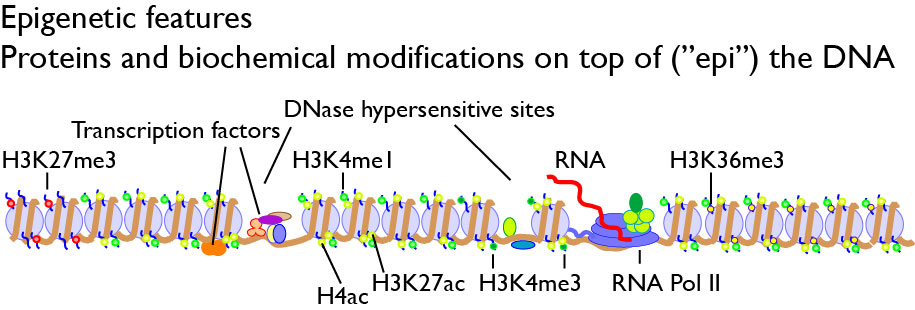 Epigenetic features
Proteins and biochemical modifications on top of (”epi”) the DNA
DNase hypersensitive sites
Transcription factors
H3K27me3
H3K4me1
RNA
H3K36me3
H4ac
H3K27ac
H3K4me3
RNA Pol II